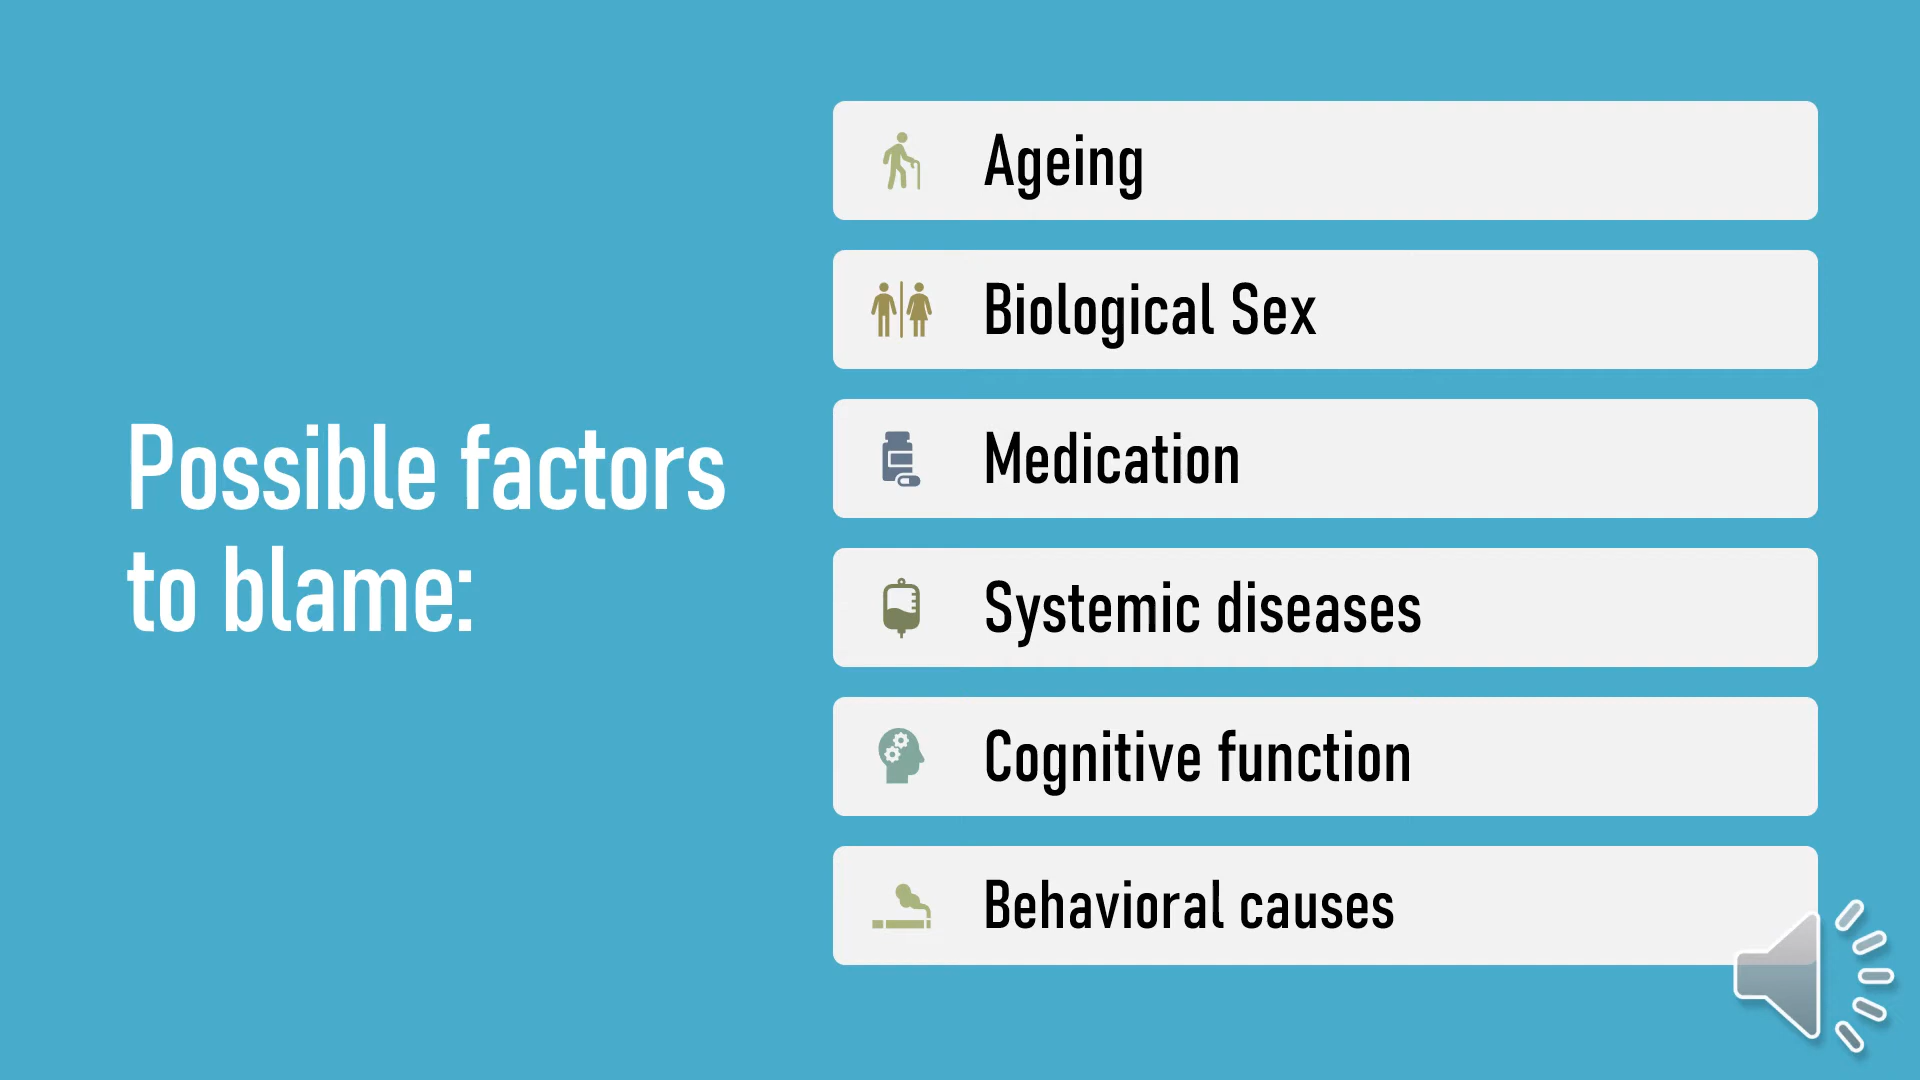 Possible factors
to blame:
Ageing
Biological Sex
Medication
Systemic diseases
Cognitive function
Behavioral causes